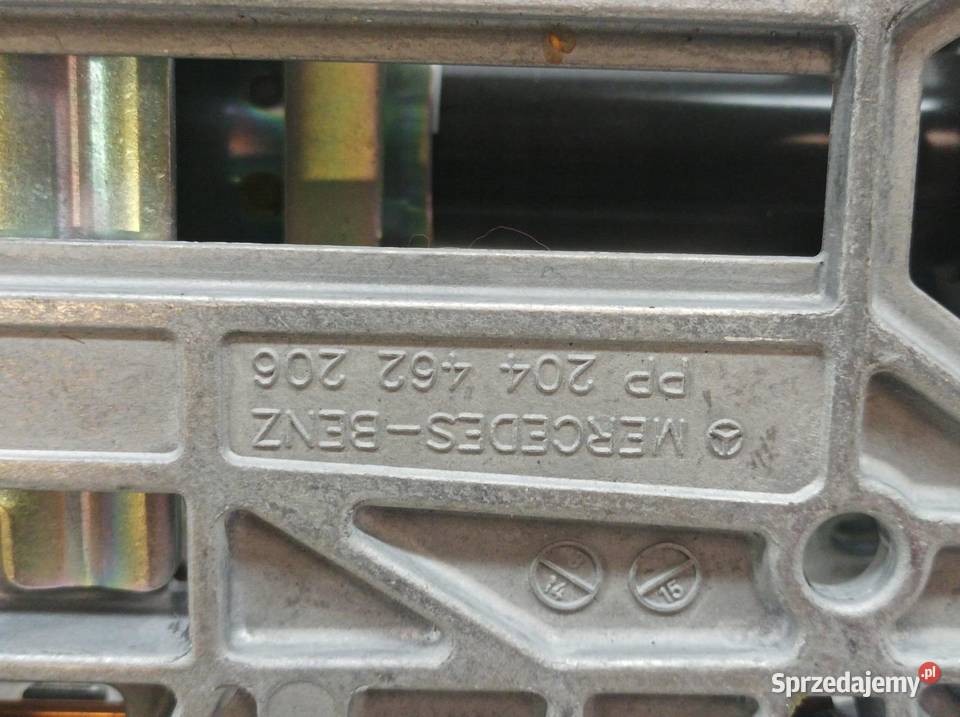 MERCEDES-BENZ
PP 204 462 206
15
14
Sprzedajemy.pl